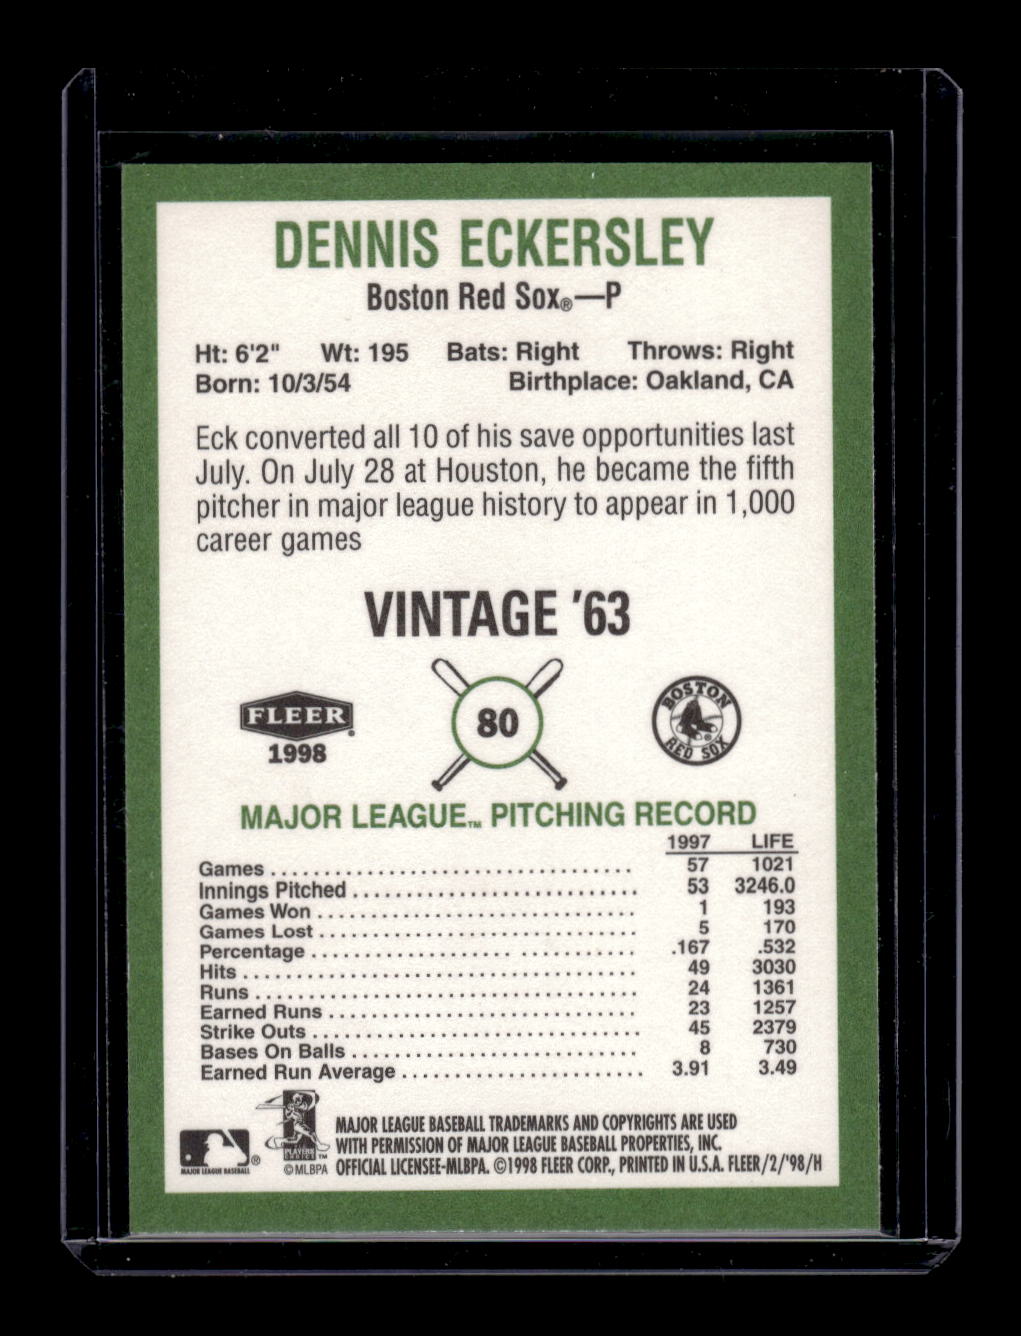 DENNIS ECKERSLEY
Boston Red Sox®—P
Ht: 6'2" Wt: 195 Bats: Right Throws: Right
Born: 10/3/54 Birthplace: Oakland, CA
Eck converted all 10 of his save opportunities last
July. On July 28 at Houston, he became the fifth
pitcher in major league history to appear in 1,000
career games
VINTAGE '63
FLEER®
1998
80
BOSTON
RED SOX®
MAJOR LEAGUE™ PITCHING RECORD
1997 LIFE
Games 57 1021
Innings Pitched 53 3246.0
Games Won 1 193
Games Lost 5 170
Percentage .167 .532
Hits 49 3030
Runs 24 1361
Earned Runs 23 1257
Strike Outs 45 2379
Bases On Balls 8 730
Earned Run Average 3.91 3.49
MAJOR LEAGUE BASEBALL®
PLAYERS
CHOICE™
©MLBPA
MAJOR LEAGUE BASEBALL TRADEMARKS AND COPYRIGHTS ARE USED
WITH PERMISSION OF MAJOR LEAGUE BASEBALL PROPERTIES, INC.
OFFICIAL LICENSEE-MLBPA. ©1998 FLEER CORP., PRINTED IN U.S.A. FLEER/2/'98/H